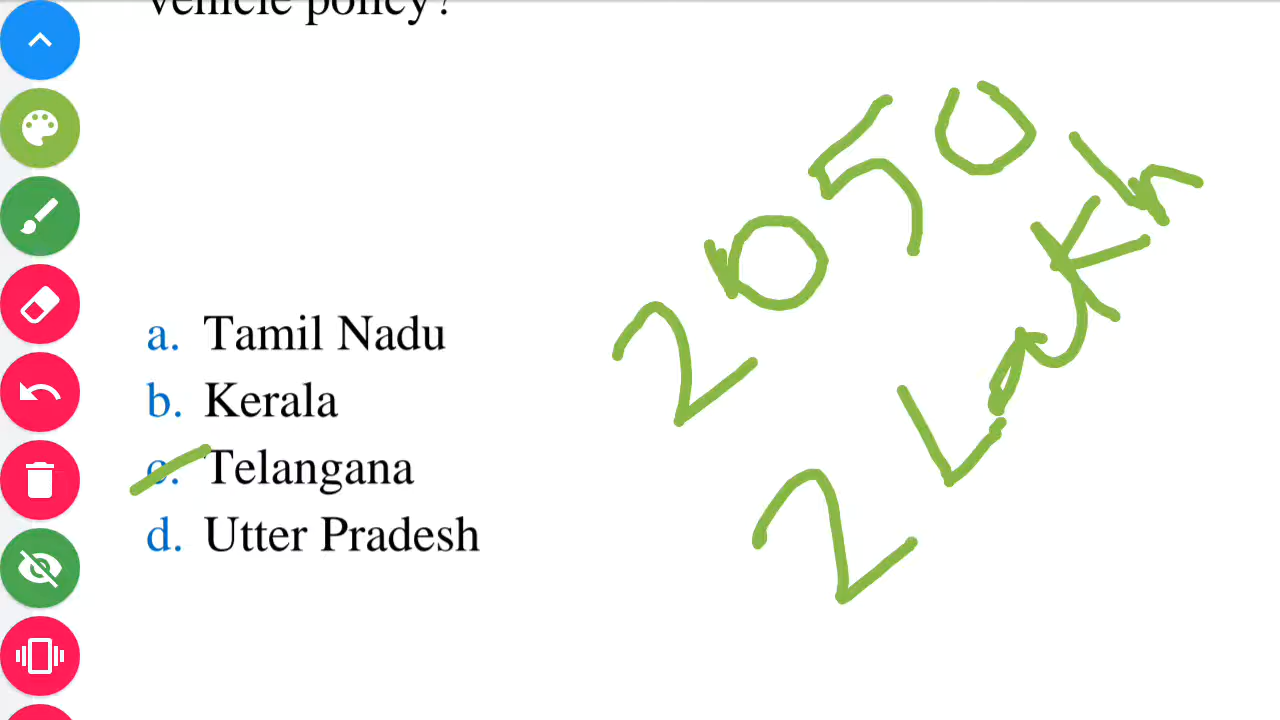 vehicle policy?
a. Tamil Nadu
b. Kerala
c. Telangana
d. Utter Pradesh
2050
2 Lakh